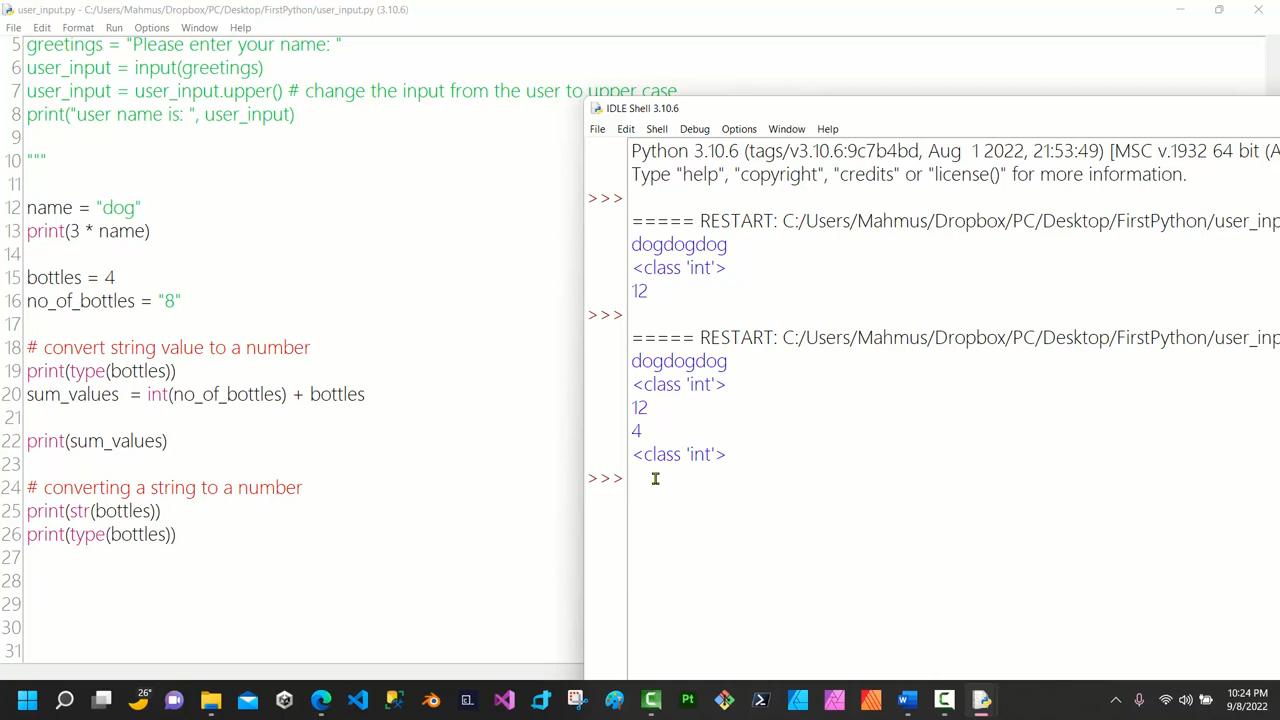 user_input.py - C:/Users/Mahmus/Dropbox/PC/Desktop/FirstPython/user_input.py (3.10.6)
File Edit Format Run Options Window Help
5 greetings = "Please enter your name: "
6 user_input = input(greetings)
7 user_input = user_input.upper() # change the input from the user to upper case
8 print("user name is: ", user_input)
9
10 """
11
12 name = "dog"
13 print(3 * name)
14
15 bottles = 4
16 no_of_bottles = "8"
17
18 # convert string value to a number
19 print(type(bottles))
20 sum_values  = int(no_of_bottles) + bottles
21
22 print(sum_values)
23
24 # converting a string to a number
25 print(str(bottles))
26 print(type(bottles))
27
28
29
30
31
IDLE Shell 3.10.6
File Edit Shell Debug Options Window Help
Python 3.10.6 (tags/v3.10.6:9c7b4bd, Aug  1 2022, 21:53:49) [MSC v.1932 64 bit (A
Type "help", "copyright", "credits" or "license()" for more information.
>>>
===== RESTART: C:/Users/Mahmus/Dropbox/PC/Desktop/FirstPython/user_inp
dogdogdog
<class 'int'>
12
>>>
===== RESTART: C:/Users/Mahmus/Dropbox/PC/Desktop/FirstPython/user_inp
dogdogdog
<class 'int'>
12
4
<class 'int'>
>>>
26°
Pt
10:24 PM
9/8/2022